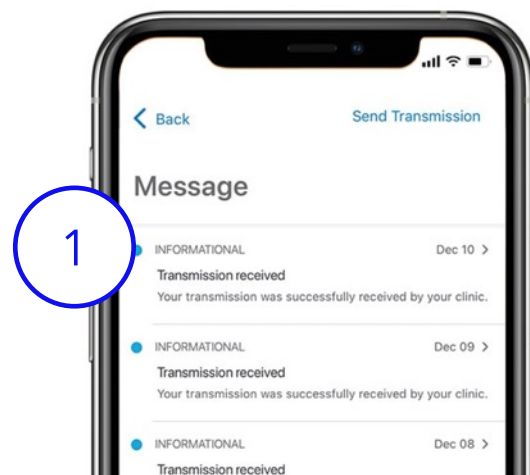 Back
Send Transmission
Message
1
INFORMATIONAL
Dec 10
Transmission received
Your transmission was successfully received by your clinic.
INFORMATIONAL
Dec 09
Transmission received
Your transmission was successfully received by your clinic.
INFORMATIONAL
Dec 08
Transmission received